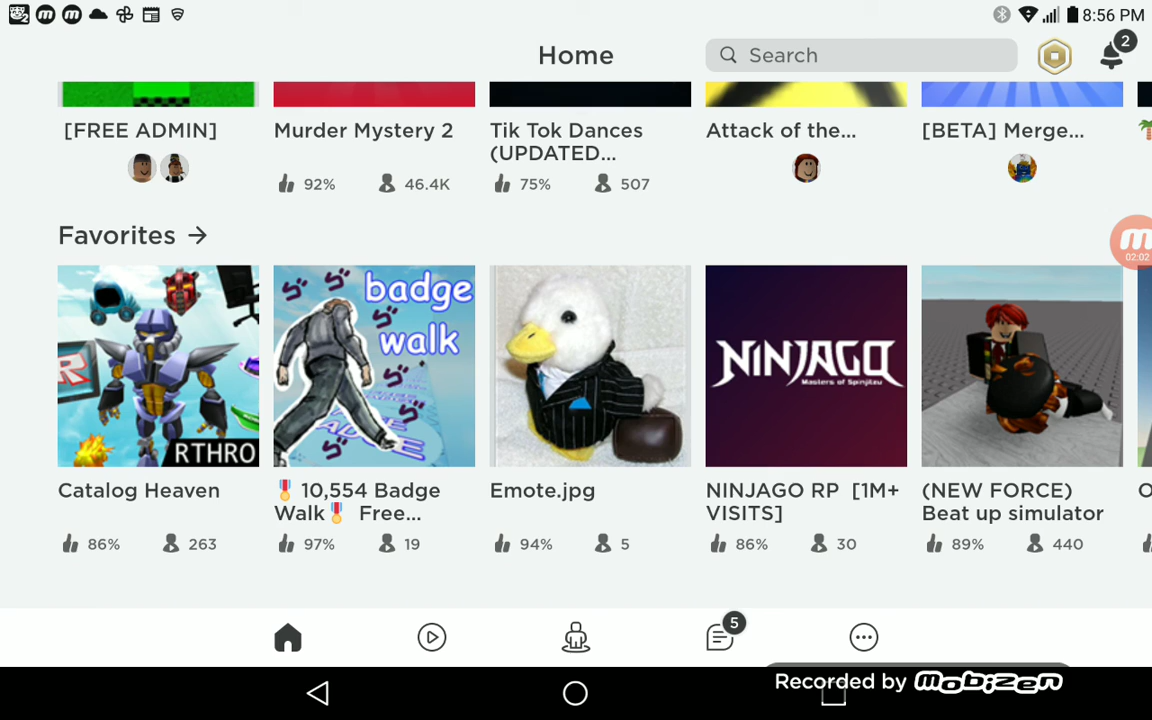 8:56 PM
Home
Search
2
[FREE ADMIN]
Murder Mystery 2
92% 46.4K
Tik Tok Dances
(UPDATED...
75% 507
Attack of the...
[BETA] Merge...
02:02
Favorites →
RTHRO
Catalog Heaven
86% 263
badge
walk
🎖️ 10,554 Badge
Walk🎖️ Free...
97% 19
Emote.jpg
94% 5
NINJAGO
Masters of Spinjitzu
NINJAGO RP [1M+
VISITS]
86% 30
(NEW FORCE)
Beat up simulator
89% 440
5
Recorded by mobizen